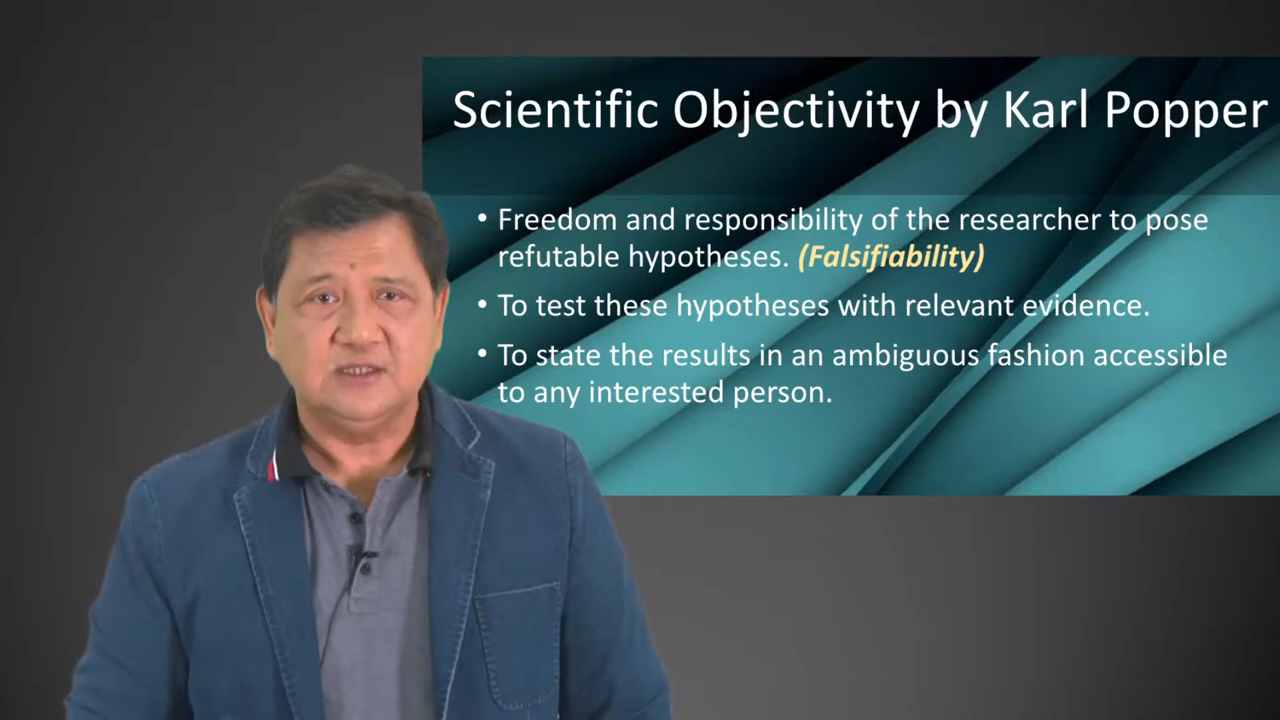 Scientific Objectivity by Karl Popper
• Freedom and responsibility of the researcher to pose
refutable hypotheses. (Falsifiability)
• To test these hypotheses with relevant evidence.
• To state the results in an ambiguous fashion accessible
to any interested person.